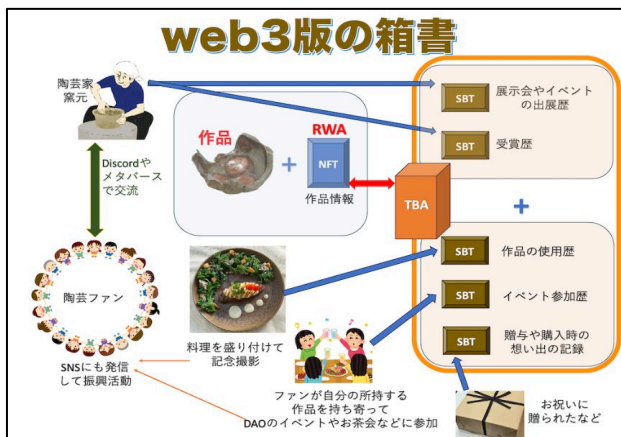 web3版の箱書
陶芸家
窯元
作品
RWA
NFT
作品情報
TBA
SBT
展示会やイベント
の出展歴
SBT
受賞歴
Discordや
メタバース
で交流
SBT
作品の使用歴
SBT
イベント参加歴
SBT
贈与や購入時の
想い出の記録
陶芸ファン
SNSにも発信
して振興活動
料理を盛り付けて
記念撮影
ファンが自分の所持する
作品を持ち寄って
DAOのイベントやお茶会などに参加
お祝いに
贈られたなど